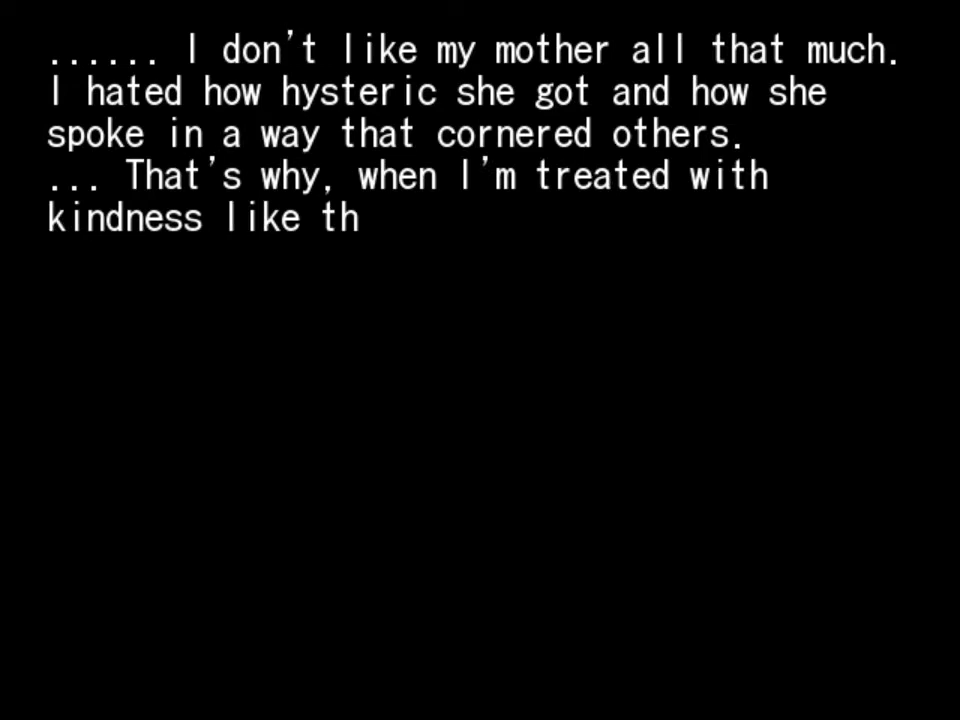 ...... I don't like my mother all that much.
I hated how hysteric she got and how she
spoke in a way that cornered others.
... That's why, when I'm treated with
kindness like th